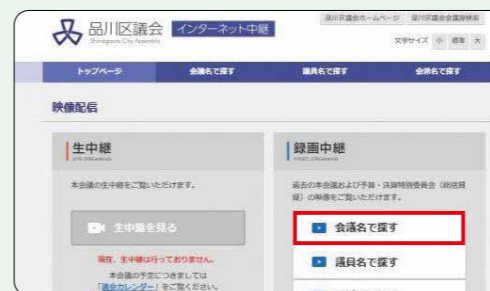 品川区議会ホームページ 品川区議会会議録検索
品川区議会 インターネット中継
Shinagawa City Assembly
文字サイズ 小 標準 大
トップページ 会議名で探す 議員名で探す 会派名で探す
映像配信
生中継
LIVE STREAMING
本会議の生中継をご覧いただけます。
生中継を見る
現在、生中継は行っておりません。
本会議の予定につきましては
「議会カレンダー」をご覧ください。
録画中継
VIDEO STREAMING
過去の本会議および予算・決算特別委員会（総括質
疑）の映像をご覧いただけます。
会議名で探す
議員名で探す